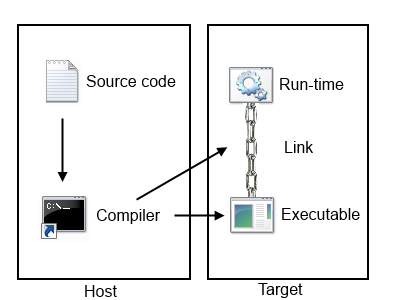 Source code
Run-time
Link
C:\_
Compiler
Executable
Host
Target